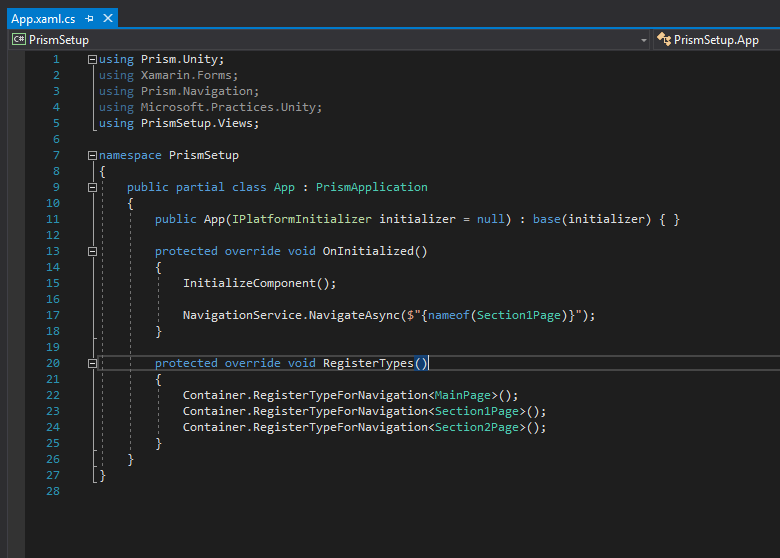 App.xaml.cs
C# PrismSetup PrismSetup.App
1 using Prism.Unity;
2 using Xamarin.Forms;
3 using Prism.Navigation;
4 using Microsoft.Practices.Unity;
5 using PrismSetup.Views;
6
7 namespace PrismSetup
8 {
9 public partial class App : PrismApplication
10 {
11 public App(IPlatformInitializer initializer = null) : base(initializer) { }
12
13 protected override void OnInitialized()
14 {
15 InitializeComponent();
16
17 NavigationService.NavigateAsync($"{nameof(Section1Page)}");
18 }
19
20 protected override void RegisterTypes()
21 {
22 Container.RegisterTypeForNavigation<MainPage>();
23 Container.RegisterTypeForNavigation<Section1Page>();
24 Container.RegisterTypeForNavigation<Section2Page>();
25 }
26 }
27 }
28